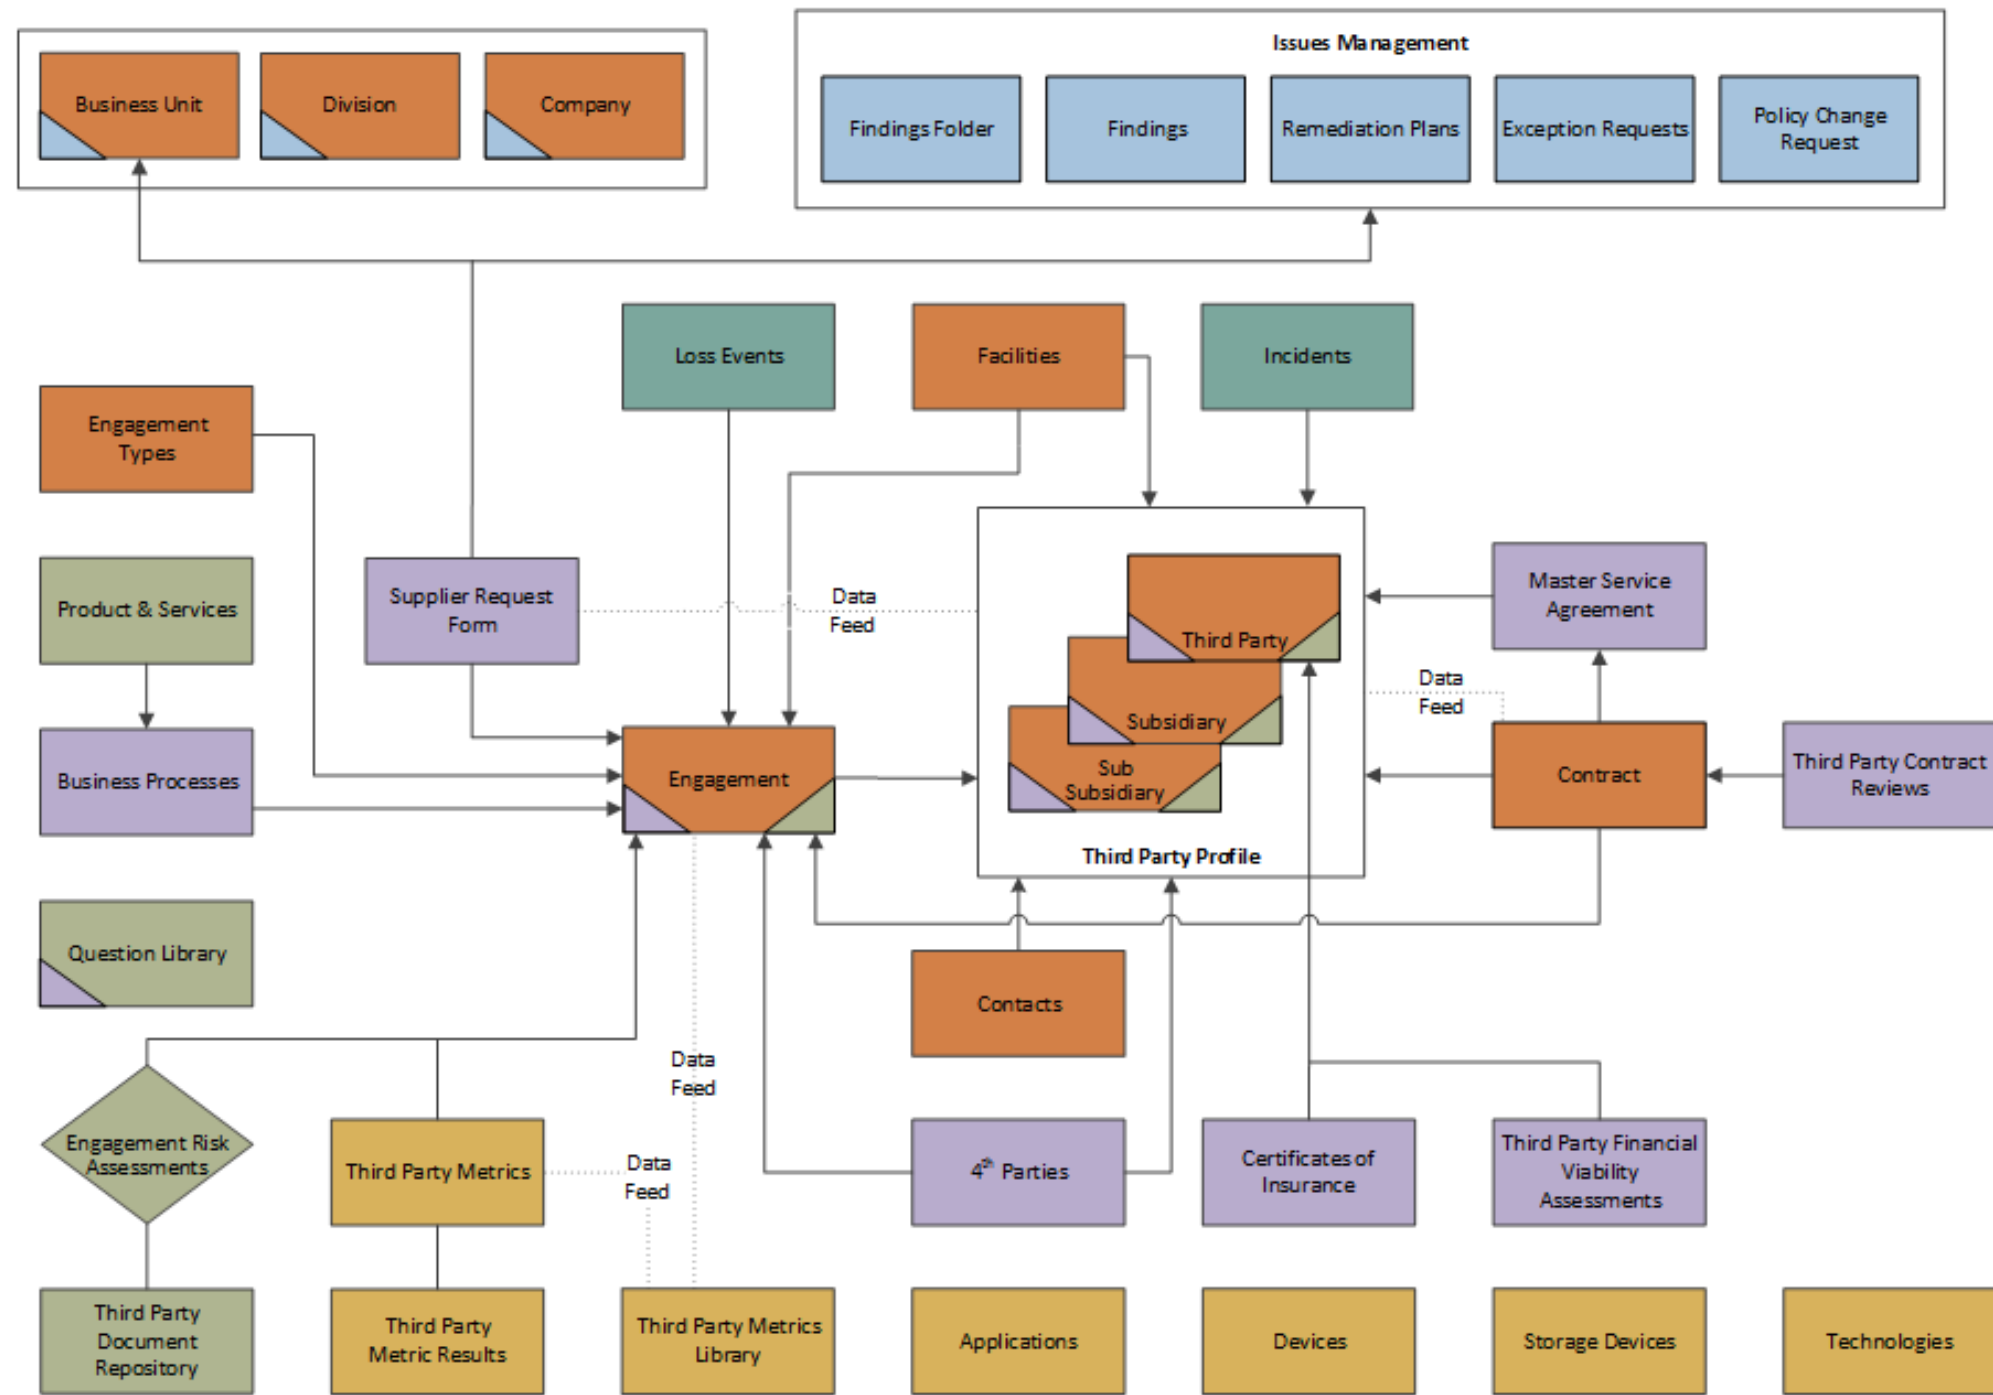 Issues Management
Business Unit
Division
Company
Findings Folder
Findings
Remediation Plans
Exception Requests
Policy Change
Request
Loss Events
Facilities
Incidents
Engagement
Types
Product & Services
Supplier Request
Form
Data
Feed
Master Service
Agreement
Third Party
Subsidiary
Sub
Subsidiary
Third Party Profile
Data
Feed
Business Processes
Engagement
Contract
Third Party Contract
Reviews
Question Library
Contacts
Data
Feed
Engagement Risk
Assessments
Third Party Metrics
Data
Feed
4th Parties
Certificates of
Insurance
Third Party Financial
Viability
Assessments
Third Party
Document
Repository
Third Party
Metric Results
Third Party Metrics
Library
Applications
Devices
Storage Devices
Technologies